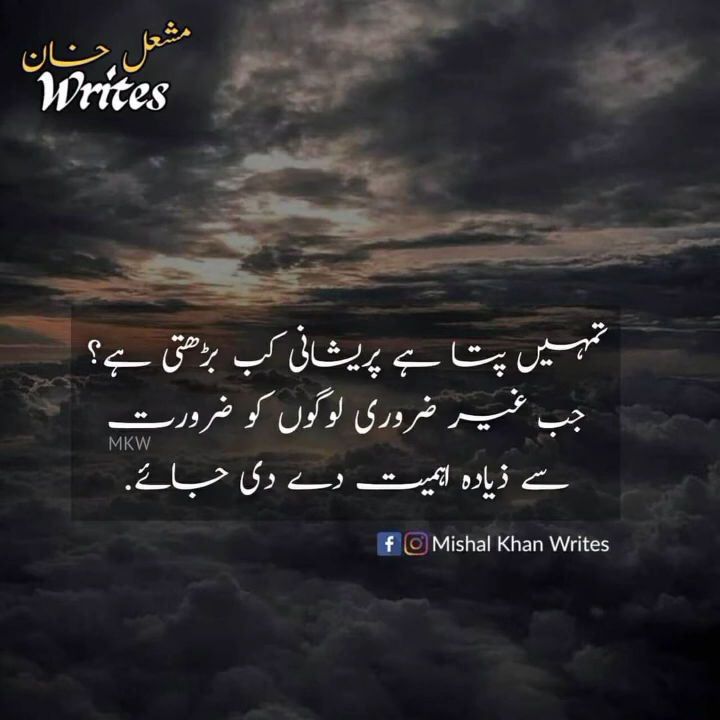 مشعل خان
Writes
تمہیں پتا ہے پریشانی کب بڑھتی ہے؟
جب غیر ضروری لوگوں کو ضرورت
MKW
سے ذیادہ اہمیت دے دی جائے.
Mishal Khan Writes